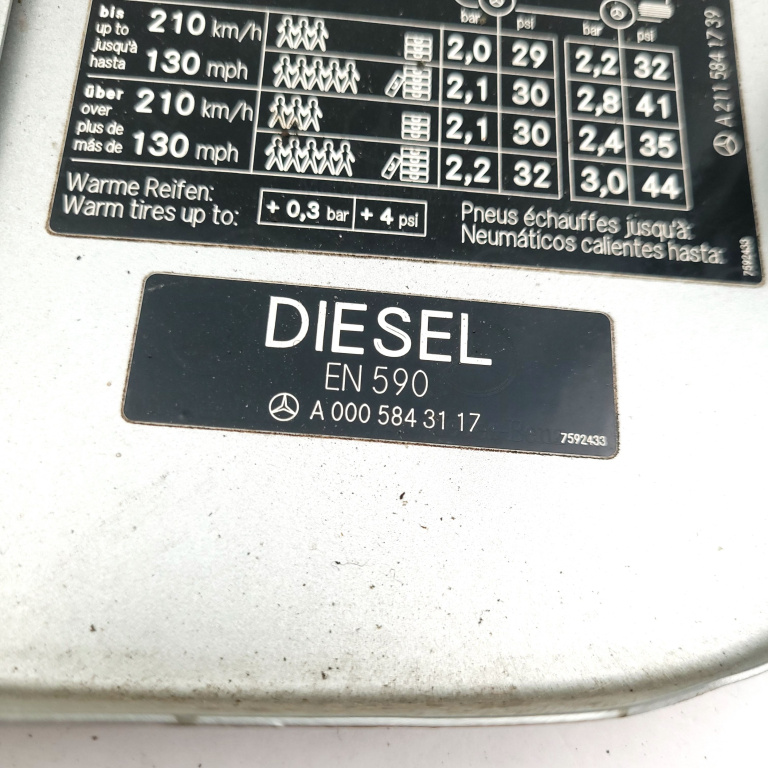 bar psi bar psi
bis
up to
jusqu'à
hasta
210 km/h
130 mph
2,0 29 2,2 32
2,1 30 2,8 41
über
over
plus de
más de
210 km/h
130 mph
2,1 30 2,4 35
2,2 32 3,0 44
Warme Reifen:
Warm tires up to:
+ 0,3 bar + 4 psi
Pneus échauffes jusqu'à:
Neumáticos calientes hasta:
7592433
A 211 584 17 39
DIESEL
EN 590
A 000 584 31 17
7592433